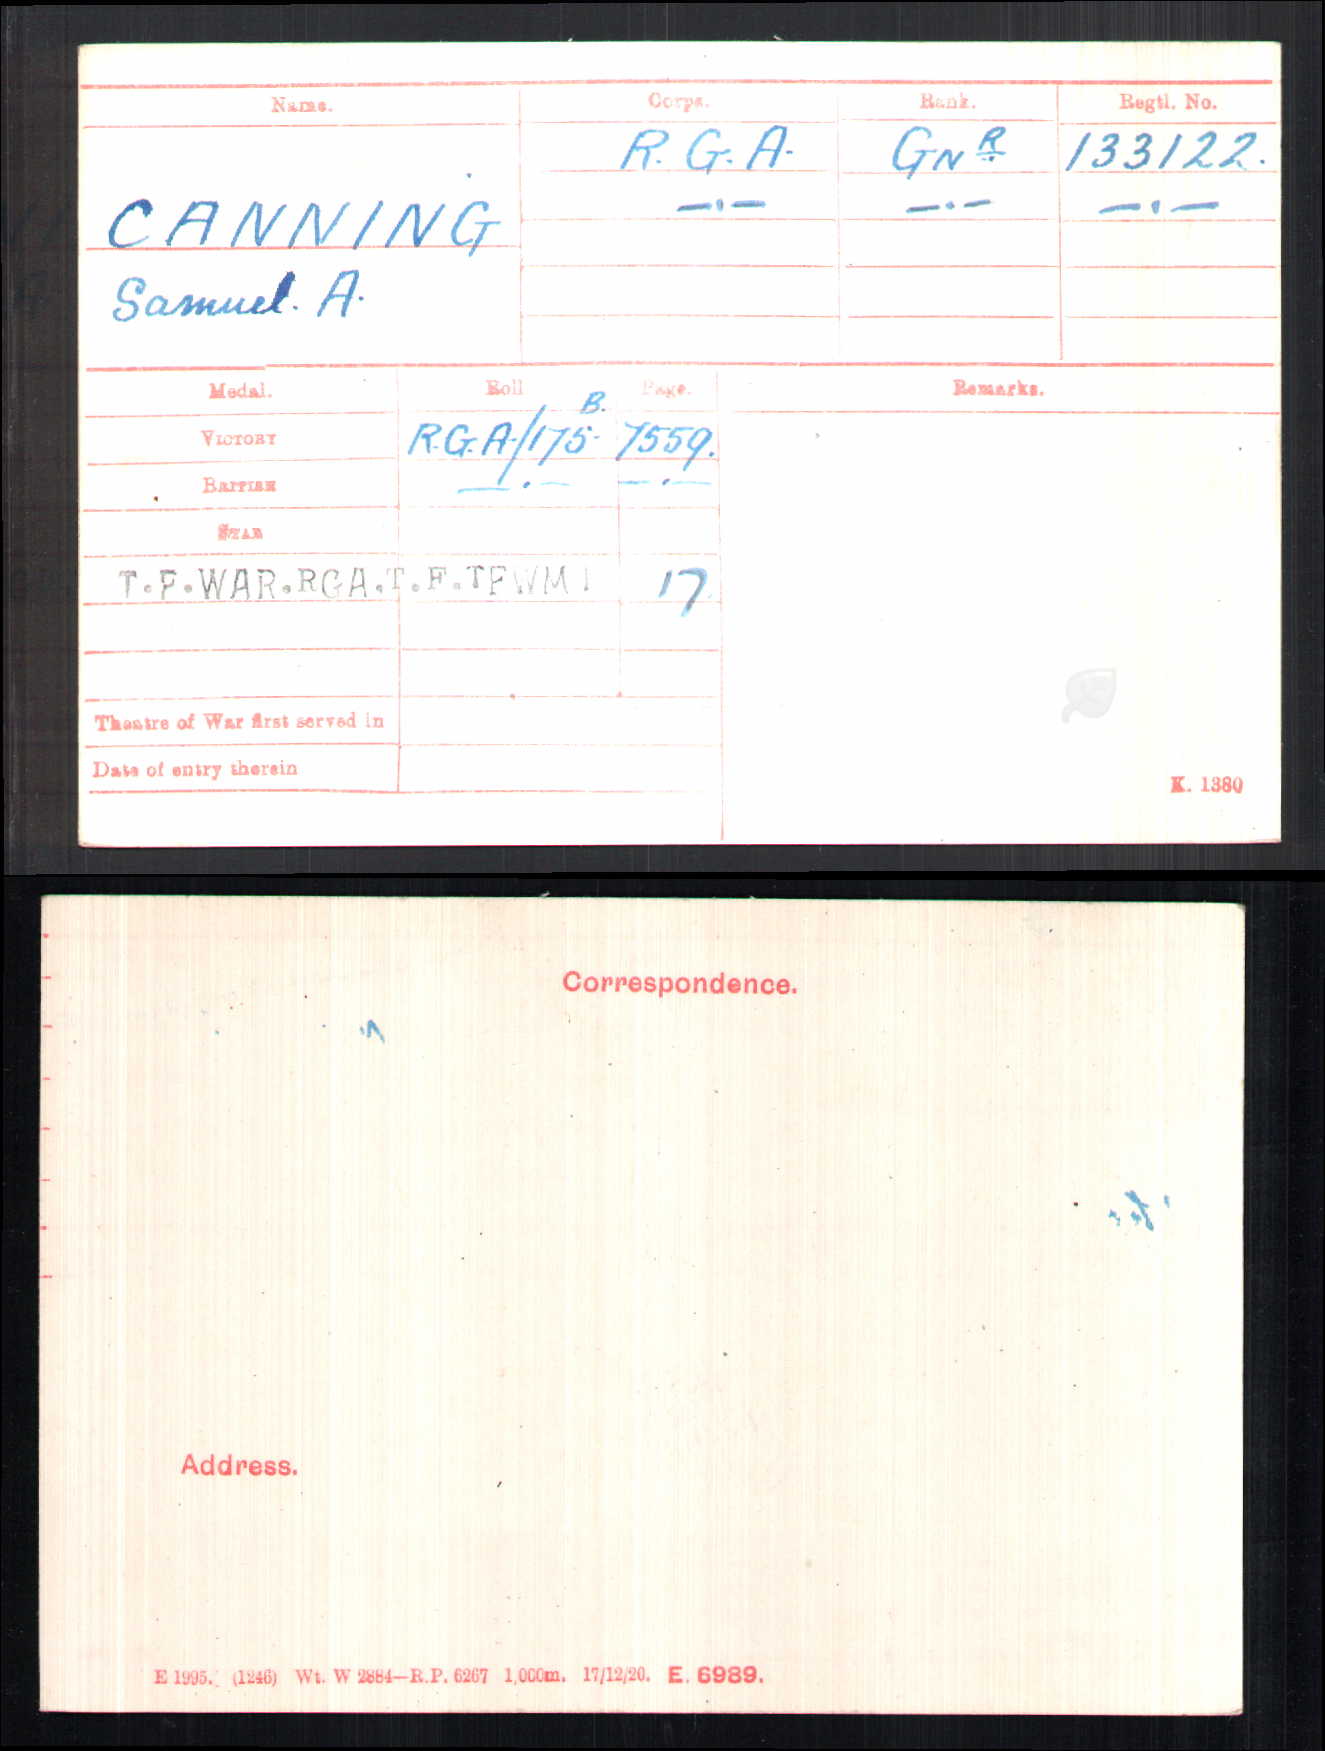 Name. Corps. Rank. Regtl. No.
R. G. A. GNR 133122.
CANNING —·— —·— —·—
Samuel. A.
Medal. Roll Page. Remarks.
VICTORY R.G.A./175 B. 7559.
BRITISH —·— —·—
STAR
T.F.WAR.RGA.T.F.TFWM1 17
Theatre of War first served in
Date of entry therein
K. 1380
Correspondence.
Address.
E 1995. (1246) Wt. W 2884—R.P. 6267 1,000m. 17/12/20. E. 6989.